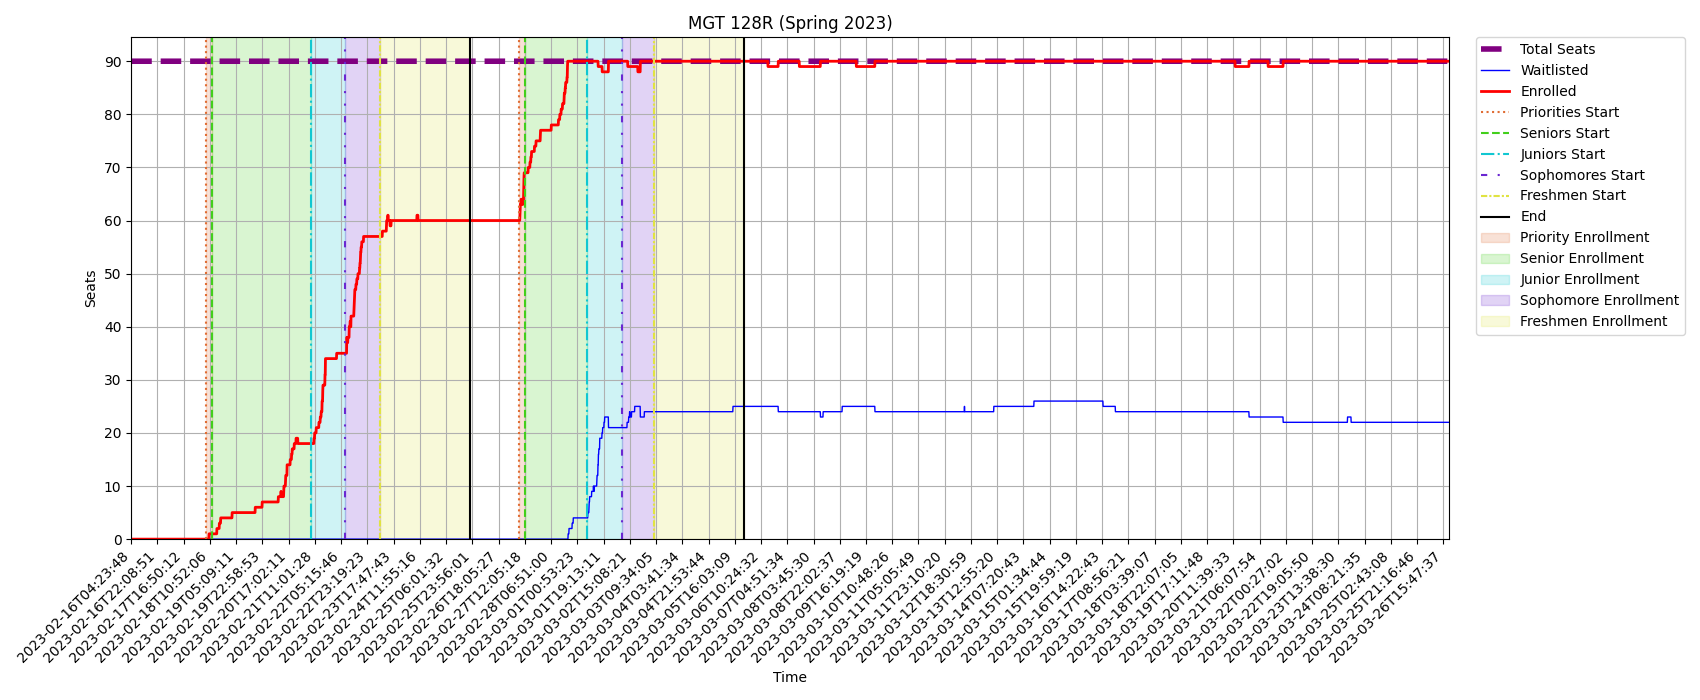 MGT 128R (Spring 2023)
Total Seats
Waitlisted
Enrolled
Priorities Start
Seniors Start
Juniors Start
Sophomores Start
Freshmen Start
End
Priority Enrollment
Senior Enrollment
Junior Enrollment
Sophomore Enrollment
Freshmen Enrollment
Seats
90
80
70
60
50
40
30
20
10
0
2023-02-16T04:23:48
2023-02-16T22:08:51
2023-02-17T16:50:12
2023-02-18T10:52:06
2023-02-19T05:09:11
2023-02-19T22:58:53
2023-02-20T17:02:11
2023-02-21T11:01:28
2023-02-22T05:15:46
2023-02-22T23:19:23
2023-02-23T17:47:43
2023-02-24T11:55:16
2023-02-25T06:01:32
2023-02-25T23:56:01
2023-02-26T18:05:27
2023-02-27T12:05:18
2023-02-28T06:51:00
2023-03-01T00:53:23
2023-03-01T19:13:11
2023-03-02T15:08:21
2023-03-03T09:34:05
2023-03-04T03:41:34
2023-03-04T21:53:44
2023-03-05T16:03:09
2023-03-06T10:24:32
2023-03-07T04:51:34
2023-03-08T03:45:30
2023-03-08T22:02:37
2023-03-09T16:19:19
2023-03-10T10:48:26
2023-03-11T05:05:49
2023-03-11T23:10:20
2023-03-12T18:30:59
2023-03-13T12:55:20
2023-03-14T07:20:43
2023-03-15T01:34:44
2023-03-15T19:59:19
2023-03-16T14:22:43
2023-03-17T08:56:21
2023-03-18T03:39:07
2023-03-18T22:07:05
2023-03-19T17:11:48
2023-03-20T11:39:33
2023-03-21T06:07:54
2023-03-22T00:27:02
2023-03-22T19:05:50
2023-03-23T13:38:30
2023-03-24T08:21:35
2023-03-25T02:43:08
2023-03-25T21:16:46
2023-03-26T15:47:37
Time